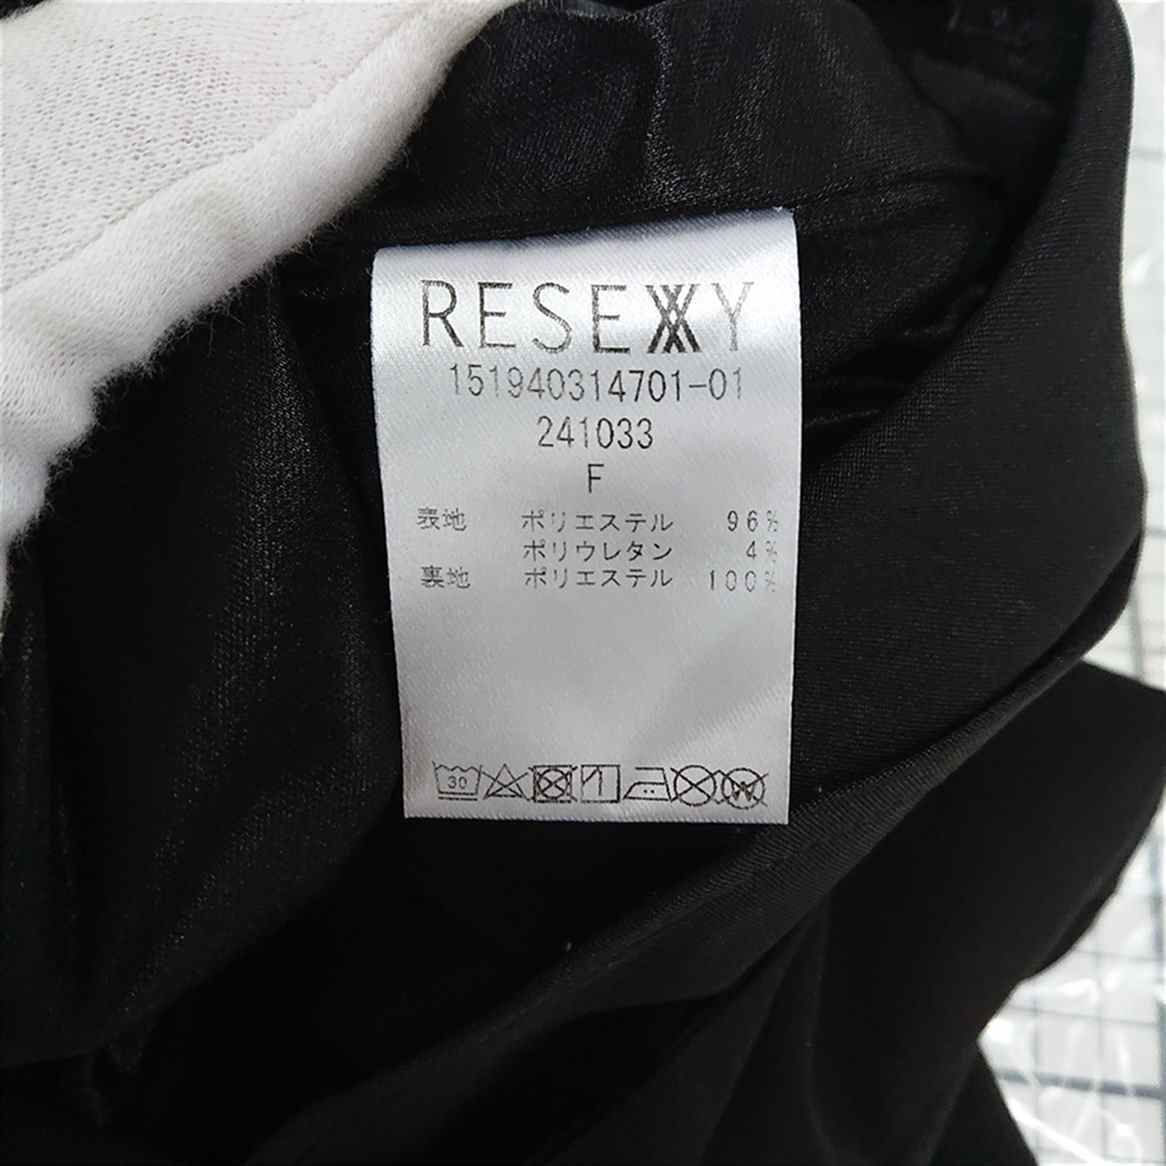 RESEXXY
151940314701-01
241033
F
表地 ポリエステル 96%
ポリウレタン 4%
裏地 ポリエステル 100%
30
W